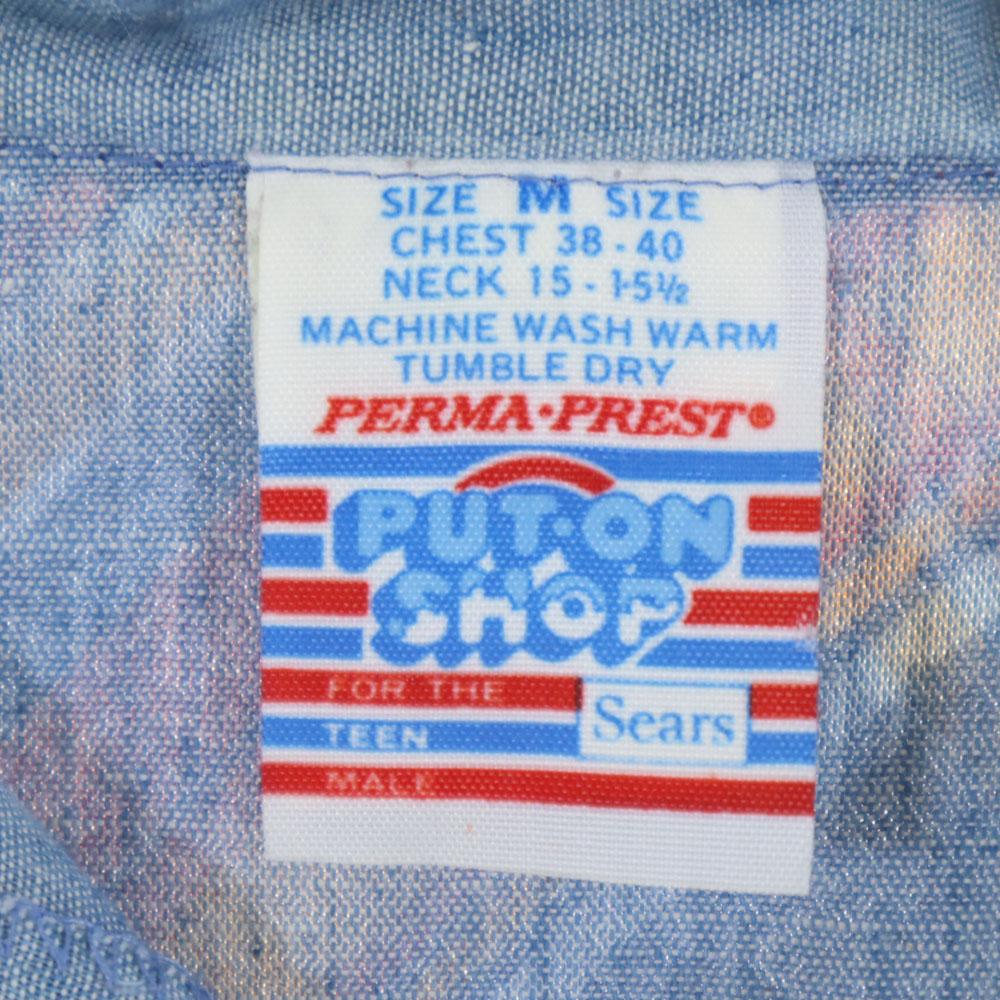 SIZE M SIZE
CHEST 38 - 40
NECK 15 - 15½
MACHINE WASH WARM
TUMBLE DRY
PERMA·PREST®
PUT·ON
SHOP
FOR THE
Sears
TEEN
MALE